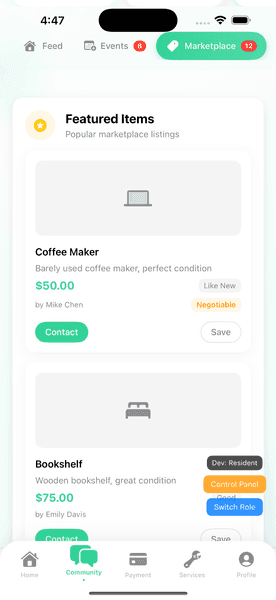 4:47
Feed
Events 8
Marketplace 12
Featured Items
Popular marketplace listings
Coffee Maker
Barely used coffee maker, perfect condition
$50.00
Like New
by Mike Chen
Negotiable
Contact
Save
Bookshelf
Dev: Resident
Wooden bookshelf, great condition
Control Panel
$75.00
Good
by Emily Davis
Switch Role
Contact
Save
Home
Community
Payment
Services
Profile